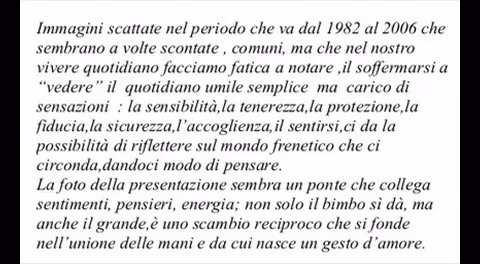 Immagini scattate nel periodo che va dal 1982 al 2006 che
sembrano a volte scontate , comuni, ma che nel nostro
vivere quotidiano facciamo fatica a notare ,il soffermarsi a
“vedere” il  quotidiano umile semplice  ma  carico di
sensazioni  : la sensibilità,la tenerezza,la protezione,la
fiducia,la sicurezza,l’accoglienza,il sentirsi,ci da la
possibilità di riflettere sul mondo frenetico che ci
circonda,dandoci modo di pensare.
La foto della presentazione sembra un ponte che collega
sentimenti, pensieri, energia; non solo il bimbo sì dà, ma
anche il grande,è uno scambio reciproco che si fonde
nell’unione delle mani e da cui nasce un gesto d’amore.